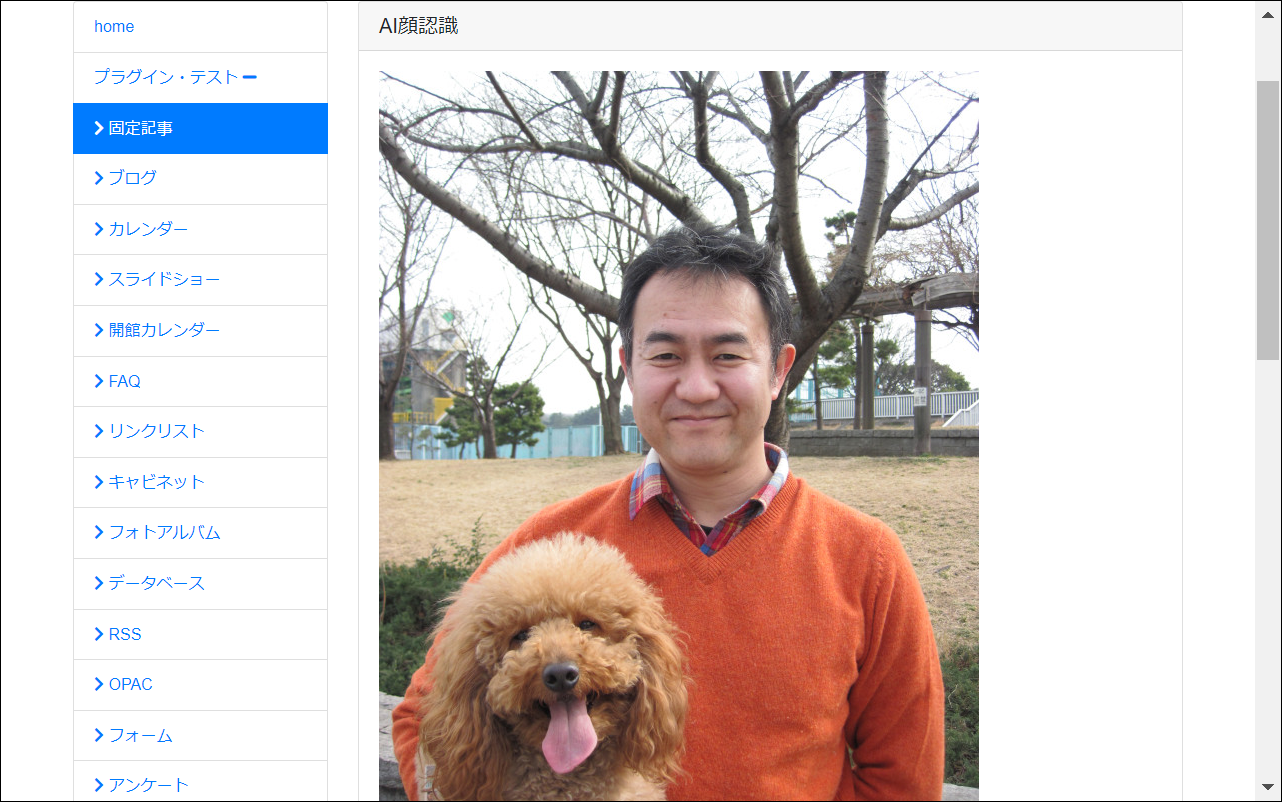 home
プラグイン・テスト
固定記事
ブログ
カレンダー
スライドショー
開館カレンダー
FAQ
リンクリスト
キャビネット
フォトアルバム
データベース
RSS
OPAC
フォーム
アンケート
AI顔認識